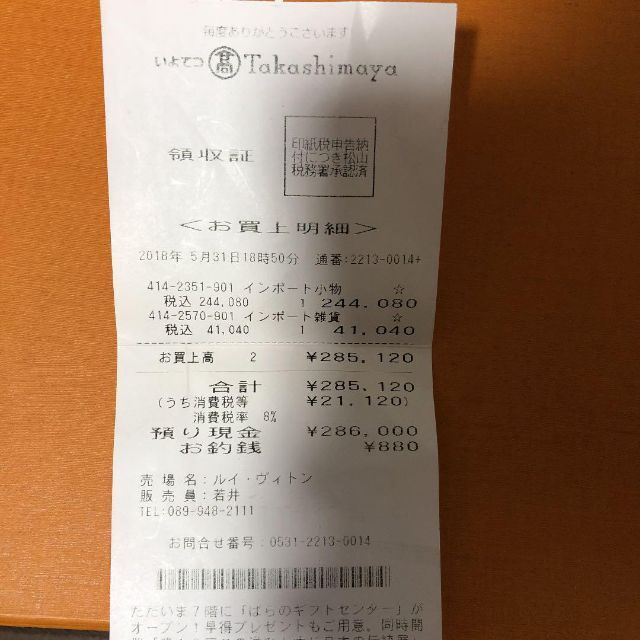 毎度ありがとうございます
いよてつ 髙 Takashimaya
領収証
印紙税申告納
付につき松山
税務署承認済
<お買上明細>
2018年 5月31日18時50分 通番:2213-0014+
414-2351-901 インポート小物 ☆
税込 244,080 1 244,080
414-2570-901 インポート雑貨 ☆
税込 41,040 1 41,040
お買上高 2 ¥285,120
合計 ¥285,120
(うち消費税等 ¥21,120)
消費税率 8%
預り現金 ¥286,000
お釣銭 ¥880
売 場 名:ルイ・ヴィトン
販 売 員:若井
TEL:089-948-2111
お問合せ番号:0531-2213-0014
ただいま7階に「ばらのギフトセンター」が
オープン!早得プレゼントもご用意。同時開